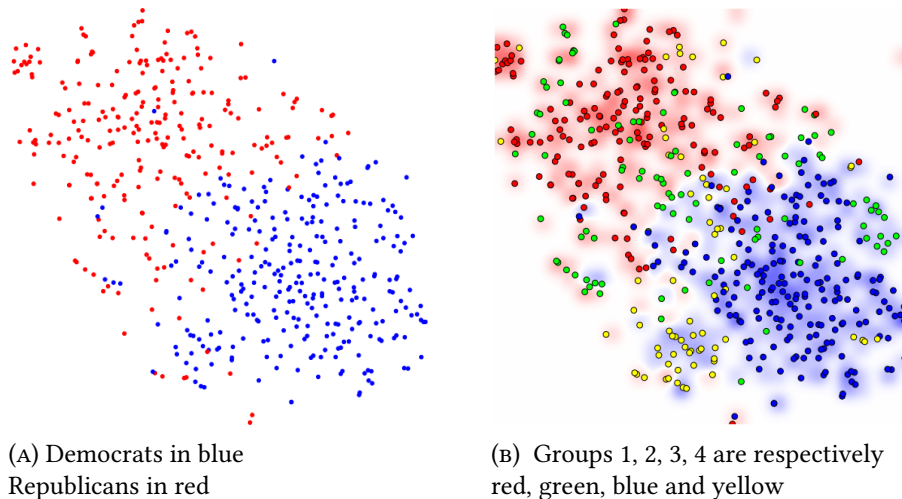 (A) Democrats in blue
Republicans in red
(B) Groups 1, 2, 3, 4 are respectively
red, green, blue and yellow